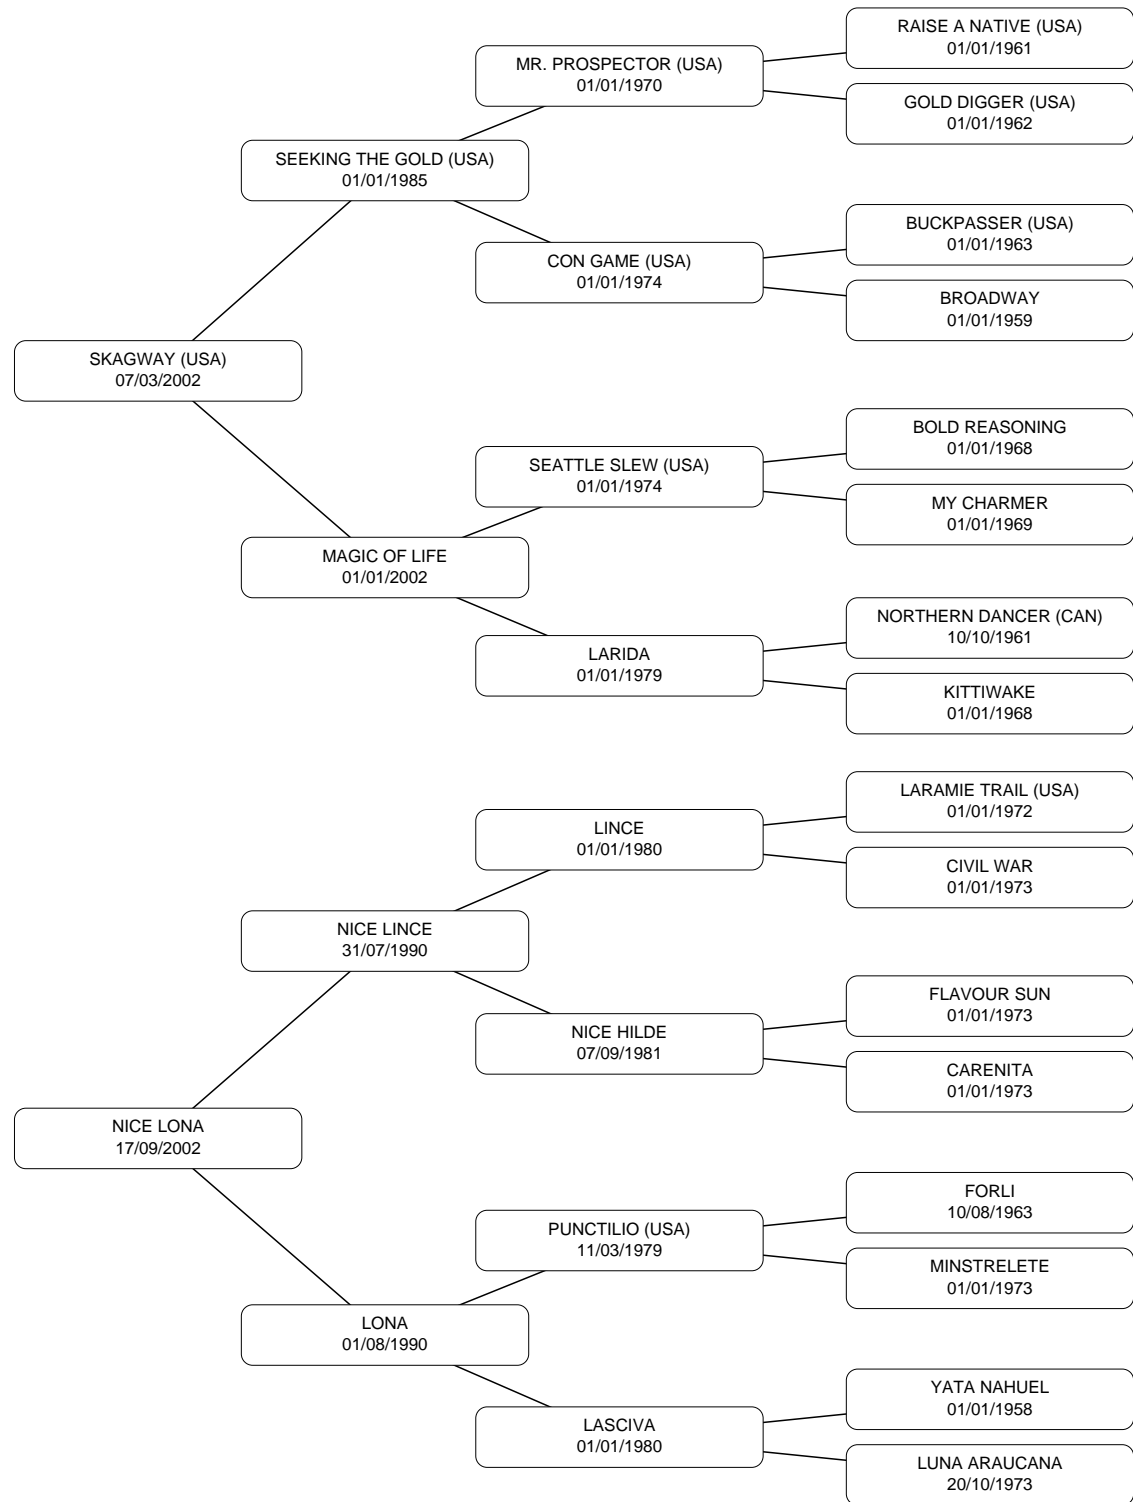 RAISE A NATIVE (USA)
01/01/1961
MR. PROSPECTOR (USA)
01/01/1970
GOLD DIGGER (USA)
01/01/1962
SEEKING THE GOLD (USA)
01/01/1985
BUCKPASSER (USA)
01/01/1963
CON GAME (USA)
01/01/1974
BROADWAY
01/01/1959
SKAGWAY (USA)
07/03/2002
BOLD REASONING
01/01/1968
SEATTLE SLEW (USA)
01/01/1974
MY CHARMER
01/01/1969
MAGIC OF LIFE
01/01/2002
NORTHERN DANCER (CAN)
10/10/1961
LARIDA
01/01/1979
KITTIWAKE
01/01/1968
LARAMIE TRAIL (USA)
01/01/1972
LINCE
01/01/1980
CIVIL WAR
01/01/1973
NICE LINCE
31/07/1990
FLAVOUR SUN
01/01/1973
NICE HILDE
07/09/1981
CARENITA
01/01/1973
NICE LONA
17/09/2002
FORLI
10/08/1963
PUNCTILIO (USA)
11/03/1979
MINSTRELETE
01/01/1973
LONA
01/08/1990
YATA NAHUEL
01/01/1958
LASCIVA
01/01/1980
LUNA ARAUCANA
20/10/1973